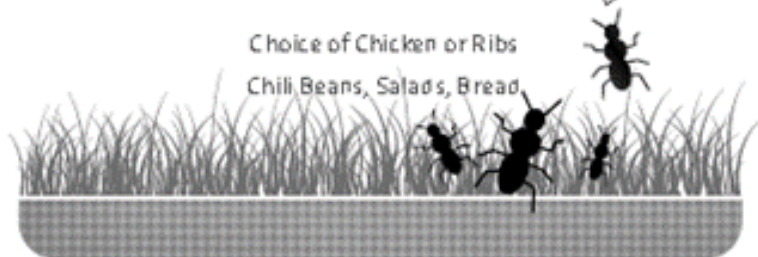 Choice of Chicken or Ribs
Chili Beans, Salads, Bread